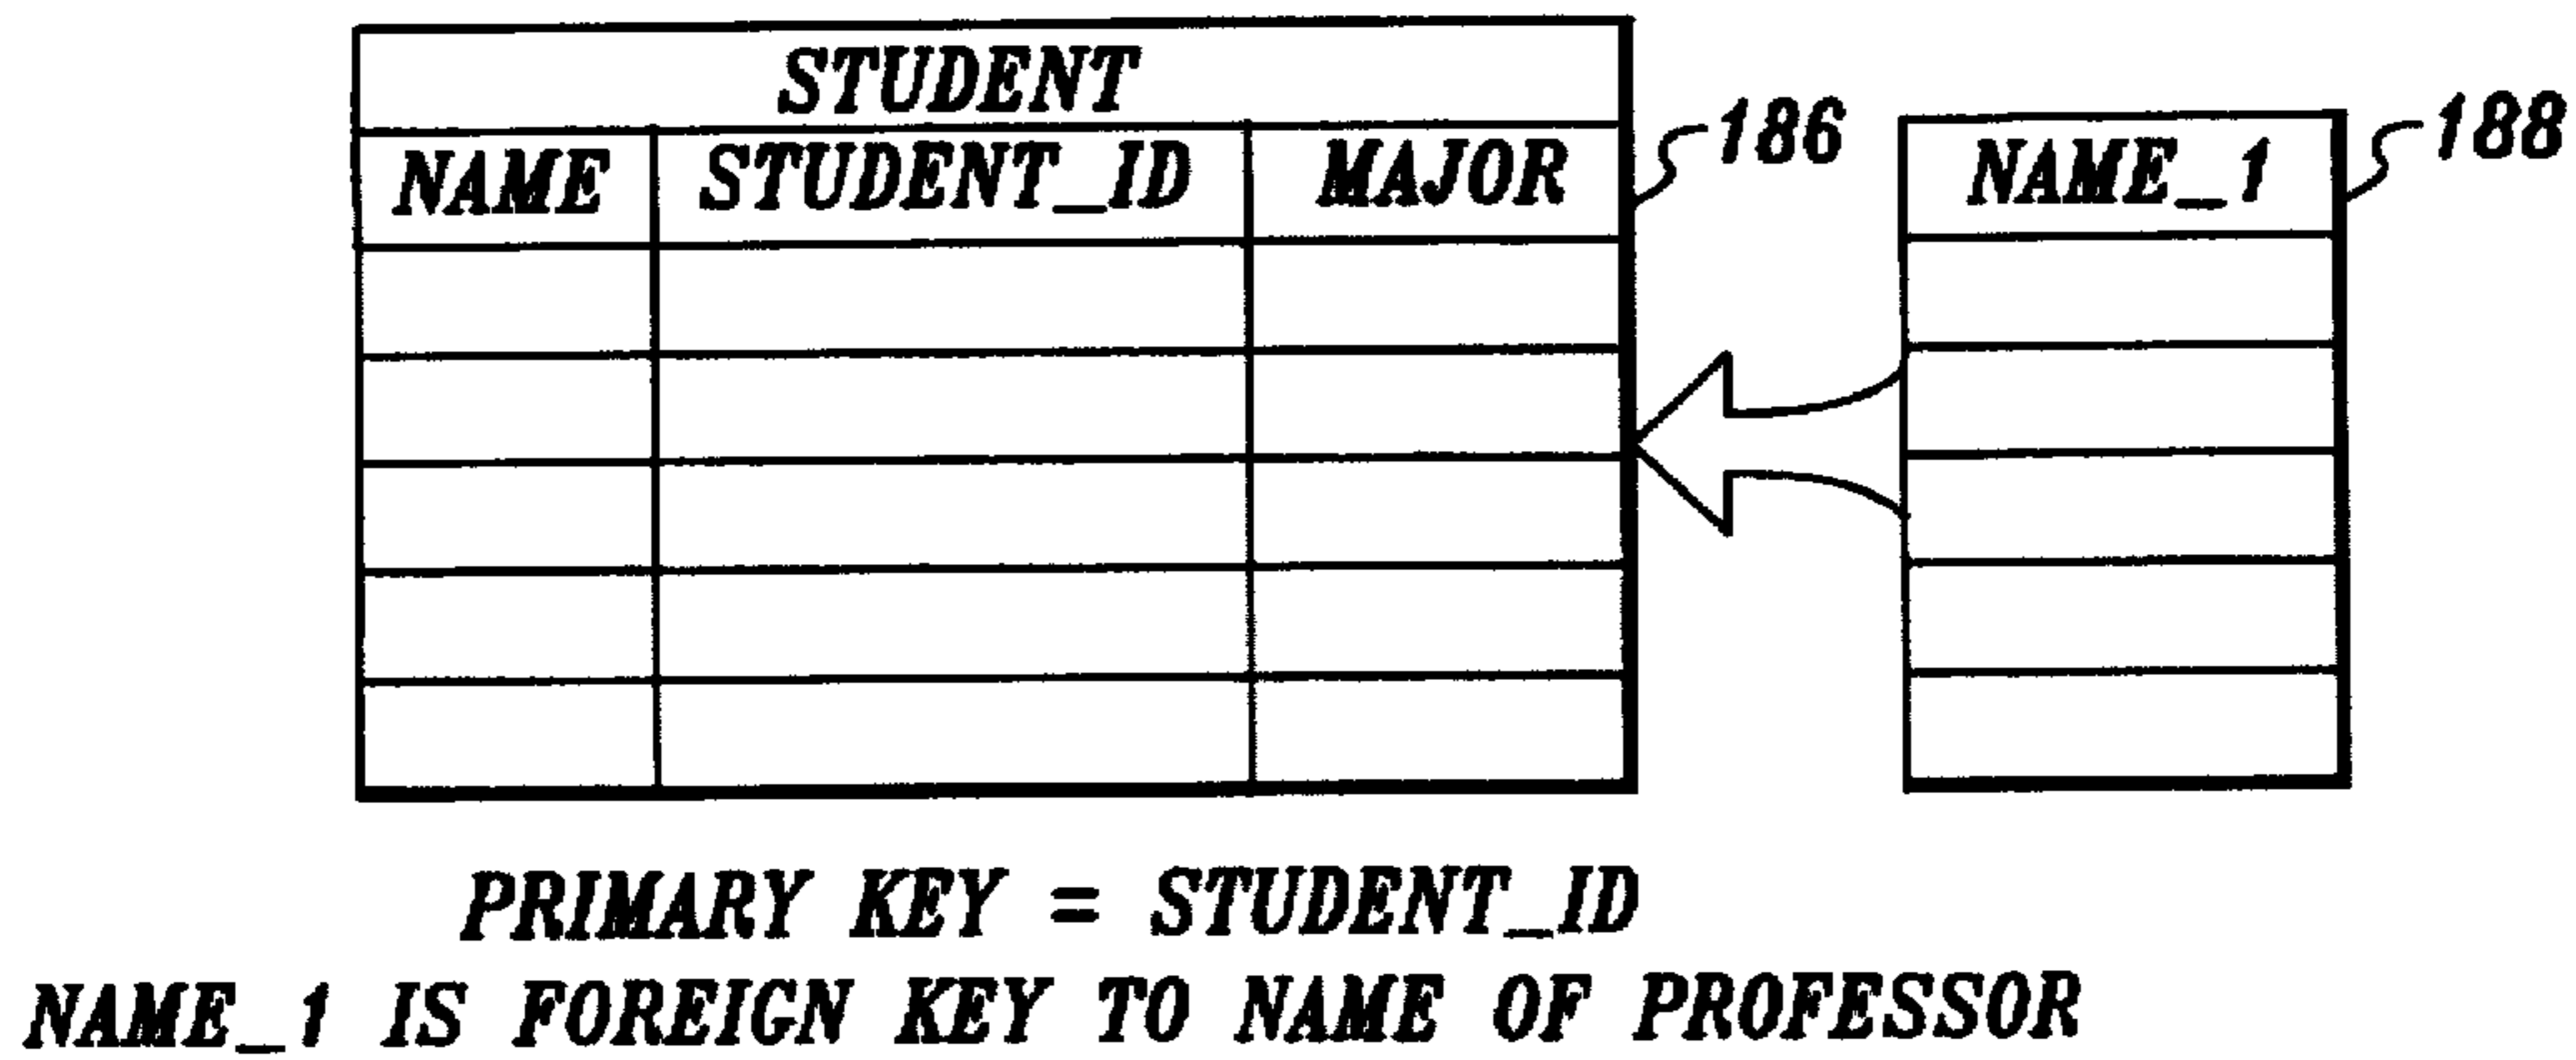 STUDENT
NAME STUDENT_ID MAJOR
186
NAME_1
188
PRIMARY KEY = STUDENT_ID
NAME_1 IS FOREIGN KEY TO NAME OF PROFESSOR